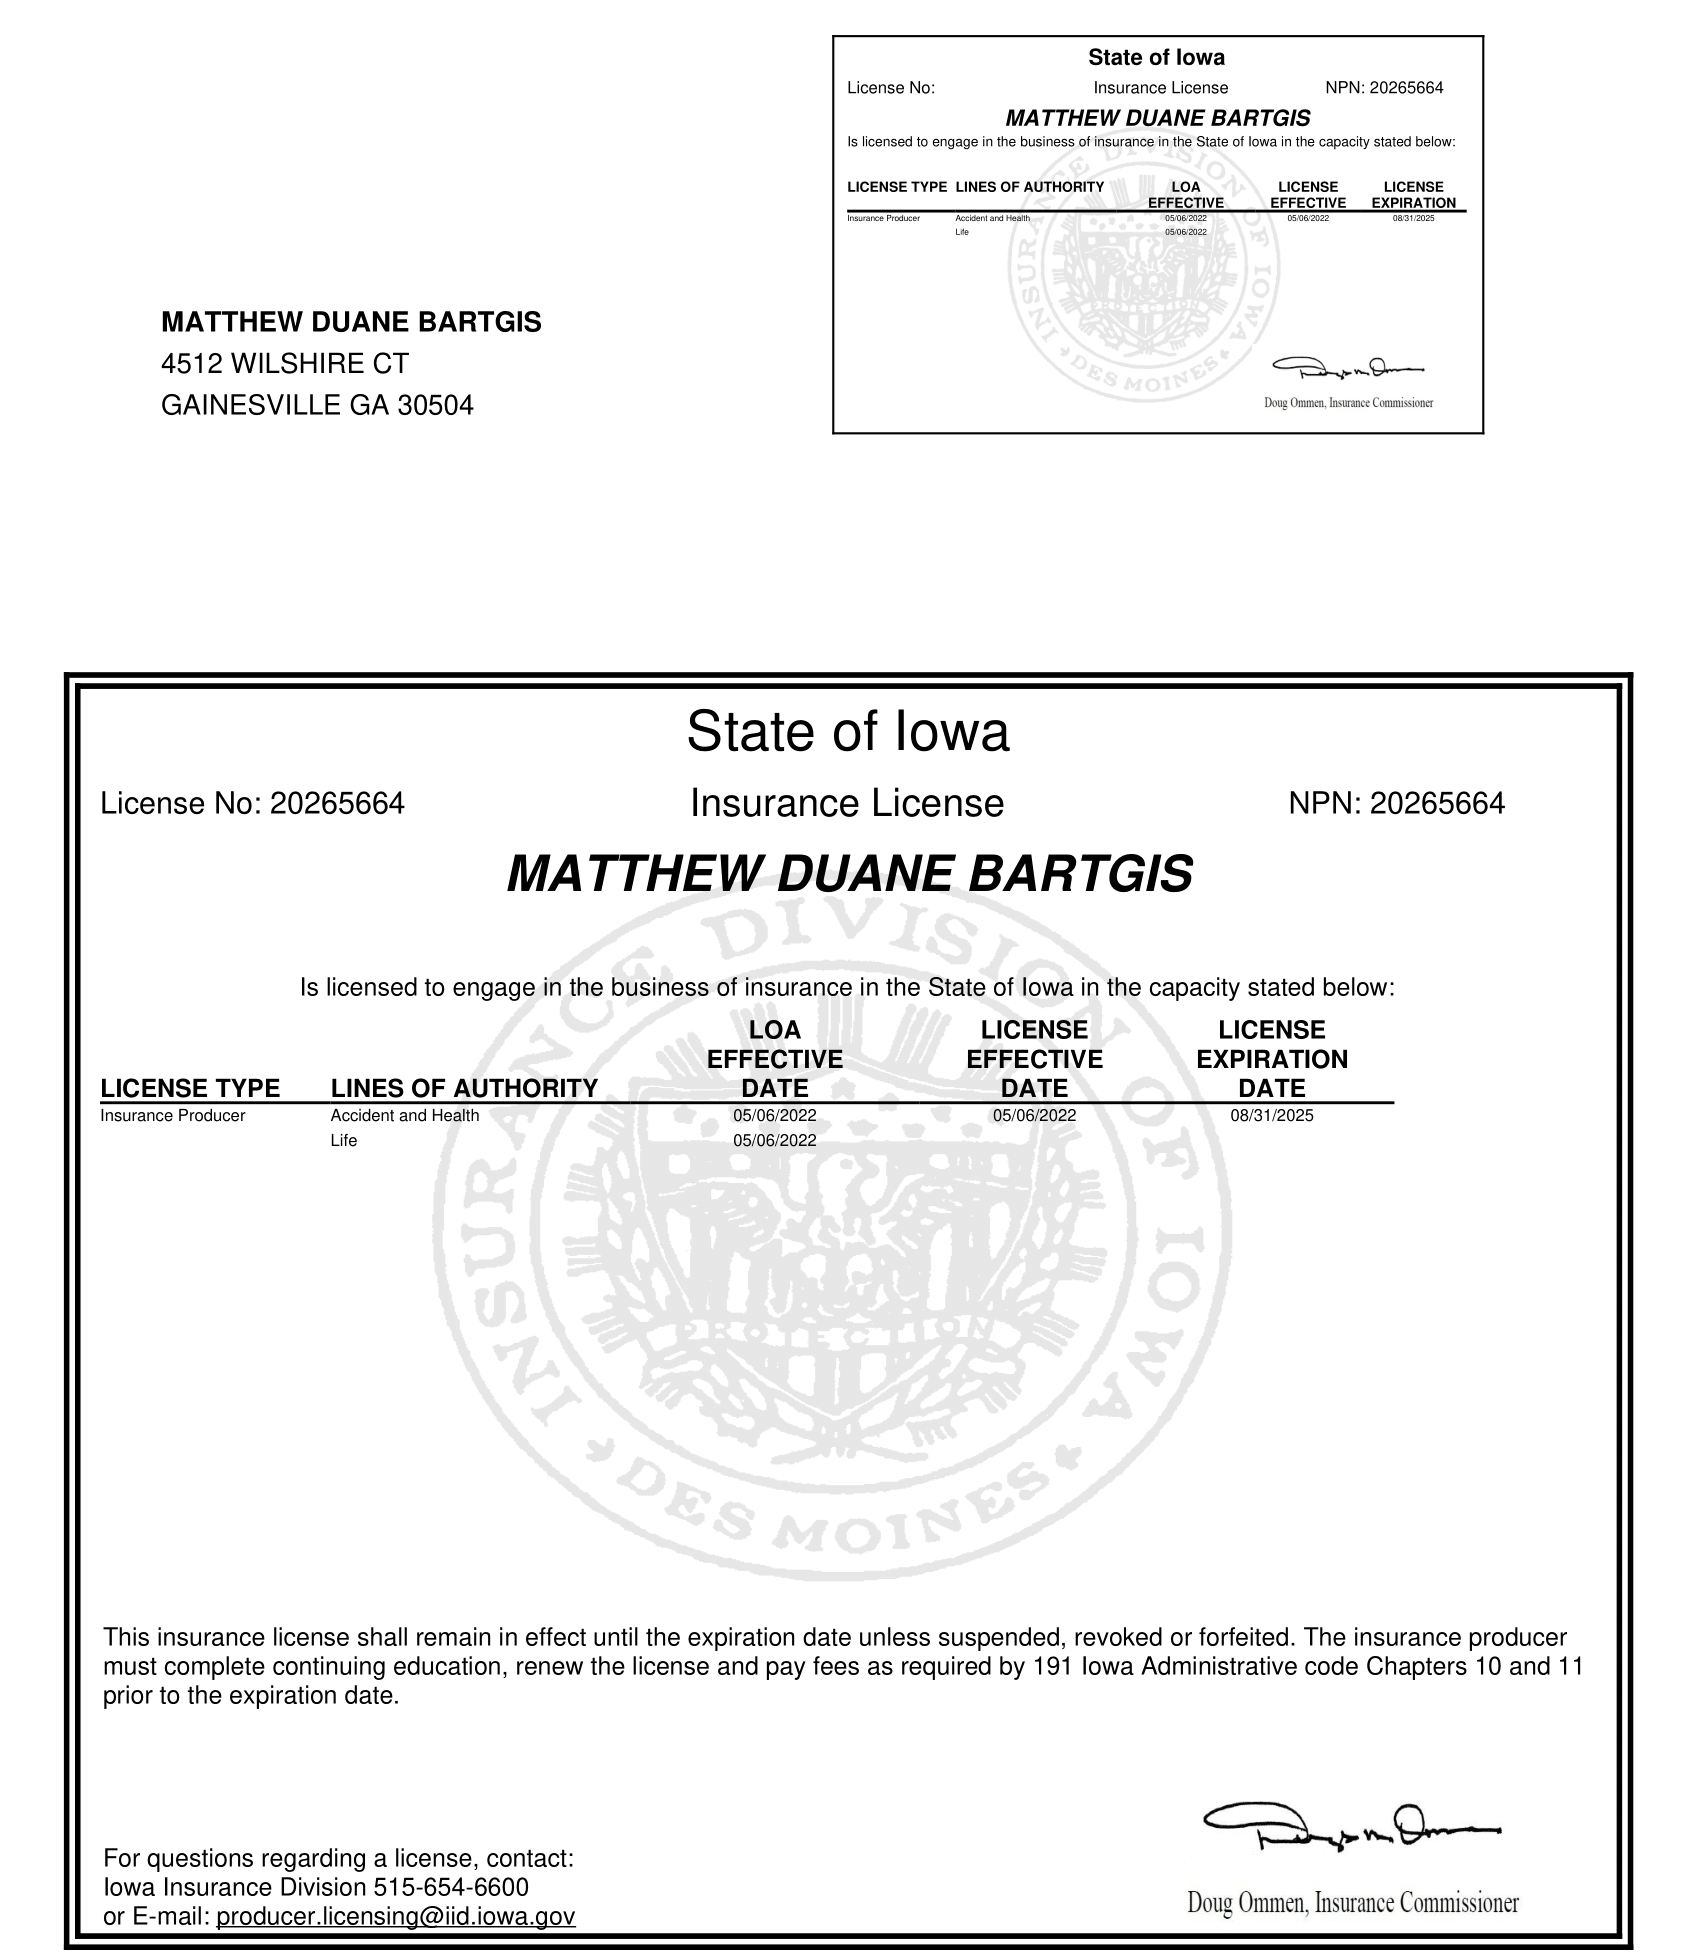 State of Iowa
License No: Insurance License NPN: 20265664
MATTHEW DUANE BARTGIS
Is licensed to engage in the business of insurance in the State of Iowa in the capacity stated below:
LICENSE TYPE LINES OF AUTHORITY LOA EFFECTIVE LICENSE EFFECTIVE LICENSE EXPIRATION
Insurance Producer Accident and Health 05/06/2022 05/06/2022 08/31/2025
Life 05/06/2022
INSURANCE DIVISION OF IOWA
PROTECTION
DES MOINES
Doug Ommen, Insurance Commissioner
MATTHEW DUANE BARTGIS
4512 WILSHIRE CT
GAINESVILLE GA 30504
State of Iowa
License No: 20265664 Insurance License NPN: 20265664
MATTHEW DUANE BARTGIS
Is licensed to engage in the business of insurance in the State of Iowa in the capacity stated below:
LICENSE TYPE LINES OF AUTHORITY LOA EFFECTIVE DATE LICENSE EFFECTIVE DATE LICENSE EXPIRATION DATE
Insurance Producer Accident and Health 05/06/2022 05/06/2022 08/31/2025
Life 05/06/2022
INSURANCE DIVISION OF IOWA
PROTECTION
DES MOINES
This insurance license shall remain in effect until the expiration date unless suspended, revoked or forfeited. The insurance producer
must complete continuing education, renew the license and pay fees as required by 191 Iowa Administrative code Chapters 10 and 11
prior to the expiration date.
For questions regarding a license, contact:
Iowa Insurance Division 515-654-6600
or E-mail: producer.licensing@iid.iowa.gov
Doug Ommen, Insurance Commissioner